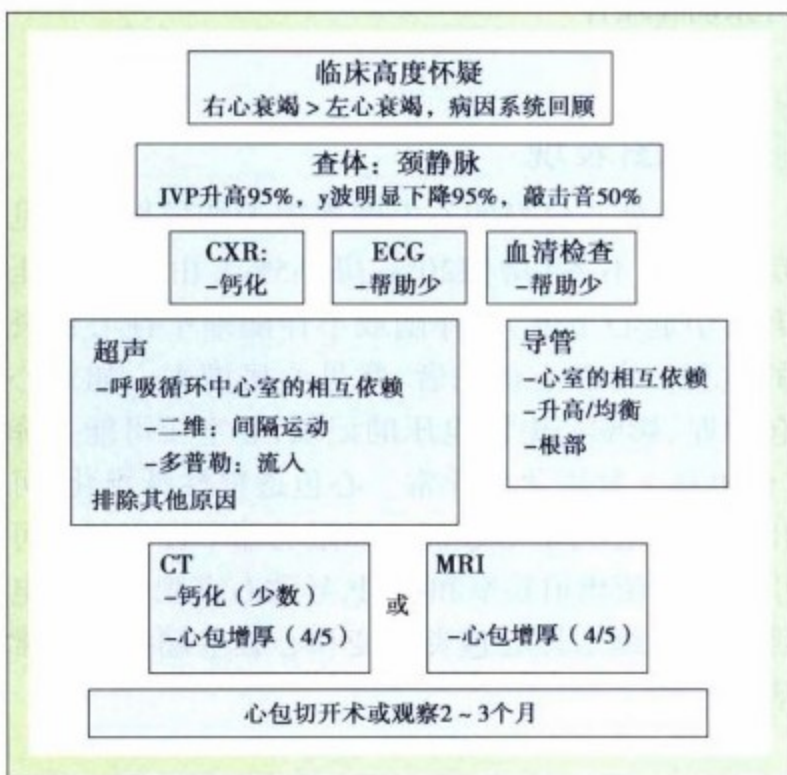 临床高度怀疑
右心衰竭 > 左心衰竭，病因系统回顾
查体：颈静脉
JVP升高95%，y波明显下降95%，敲击音50%
CXR:
–钙化
ECG
–帮助少
血清检查
–帮助少
超声
–呼吸循环中心室的相互依赖
–二维：间隔运动
–多普勒：流入
排除其他原因
导管
–心室的相互依赖
–升高/均衡
–根部
CT
–钙化（少数）
–心包增厚（4/5）
或
MRI
–心包增厚（4/5）
心包切开术或观察2～3个月